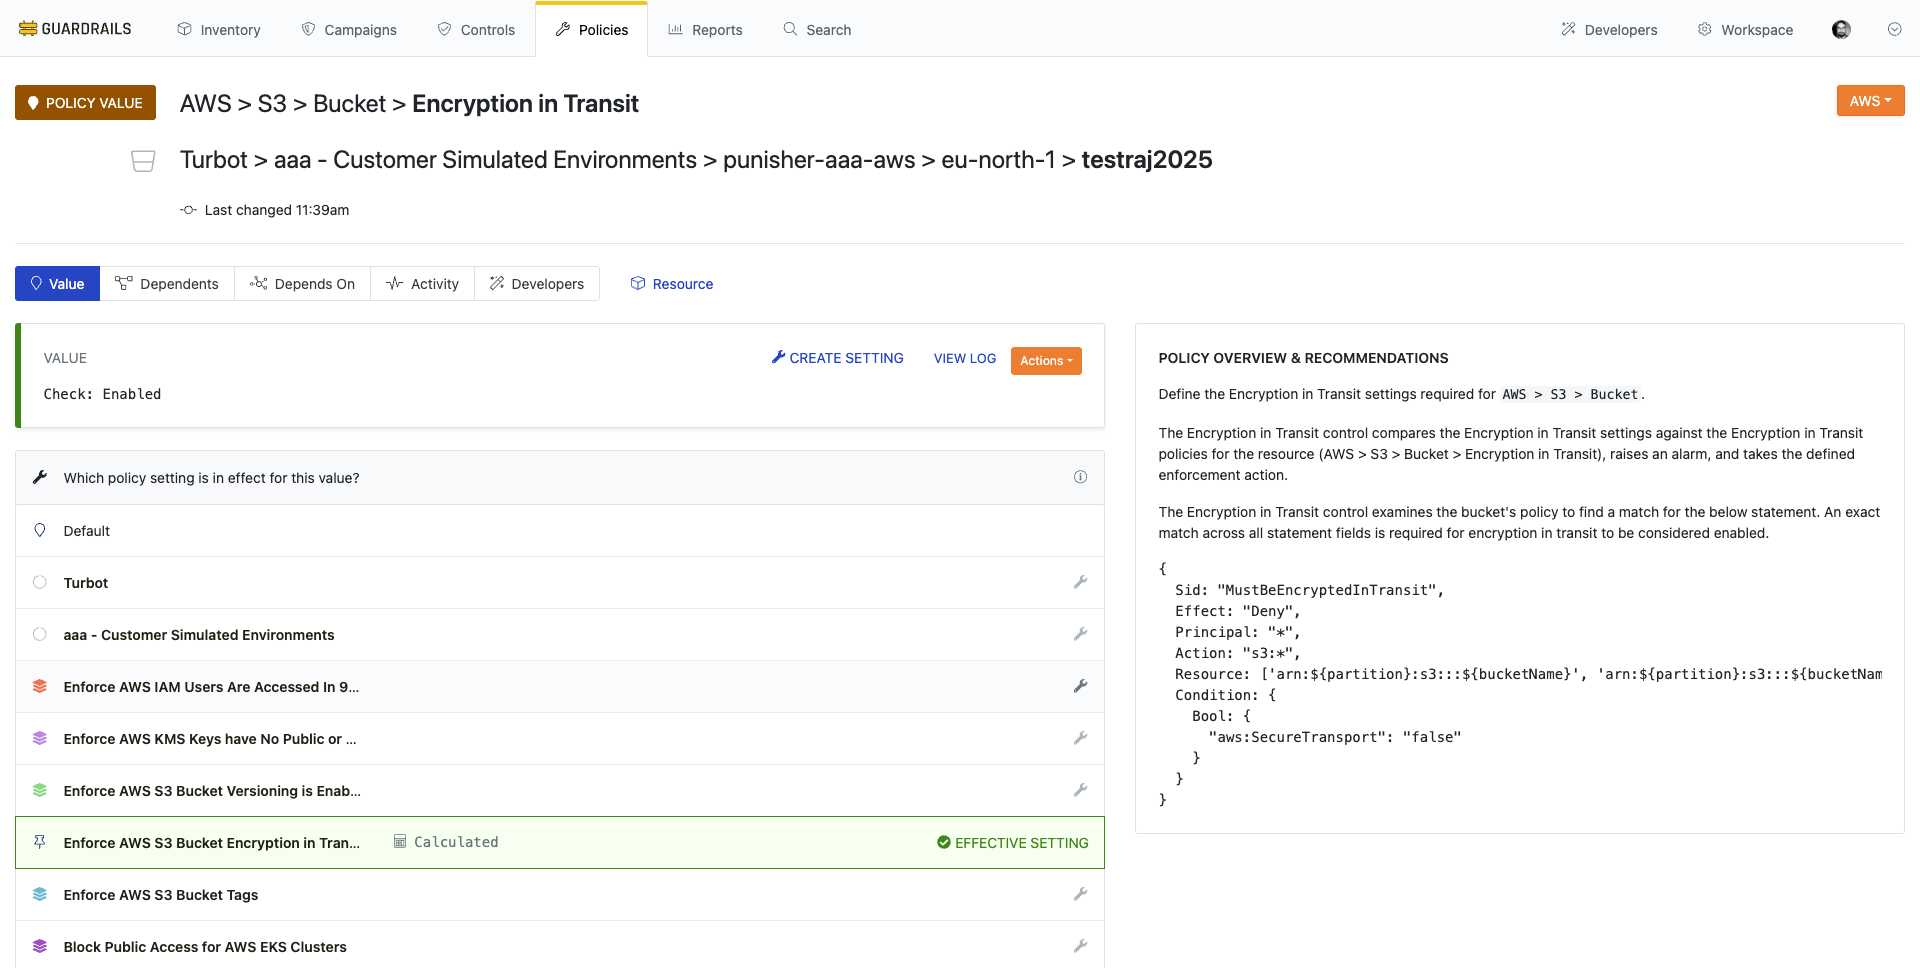 GUARDRAILS
Inventory
Campaigns
Controls
Policies
Reports
Search
Developers
Workspace
POLICY VALUE
AWS > S3 > Bucket > Encryption in Transit
AWS
Turbot > aaa - Customer Simulated Environments > punisher-aaa-aws > eu-north-1 > testraj2025
Last changed 11:39am
Value
Dependents
Depends On
Activity
Developers
Resource
VALUE
CREATE SETTING
VIEW LOG
Actions
Check: Enabled
Which policy setting is in effect for this value?
Default
Turbot
aaa - Customer Simulated Environments
Enforce AWS IAM Users Are Accessed In 9...
Enforce AWS KMS Keys have No Public or ...
Enforce AWS S3 Bucket Versioning is Enab...
Enforce AWS S3 Bucket Encryption in Tran...
Calculated
EFFECTIVE SETTING
Enforce AWS S3 Bucket Tags
Block Public Access for AWS EKS Clusters
POLICY OVERVIEW & RECOMMENDATIONS
Define the Encryption in Transit settings required for AWS > S3 > Bucket.
The Encryption in Transit control compares the Encryption in Transit settings against the Encryption in Transit
policies for the resource (AWS > S3 > Bucket > Encryption in Transit), raises an alarm, and takes the defined
enforcement action.
The Encryption in Transit control examines the bucket's policy to find a match for the below statement. An exact
match across all statement fields is required for encryption in transit to be considered enabled.
{
Sid: "MustBeEncryptedInTransit",
Effect: "Deny",
Principal: "*",
Action: "s3:*",
Resource: ['arn:${partition}:s3:::${bucketName}', 'arn:${partition}:s3:::${bucketNam
Condition: {
Bool: {
"aws:SecureTransport": "false"
}
}
}